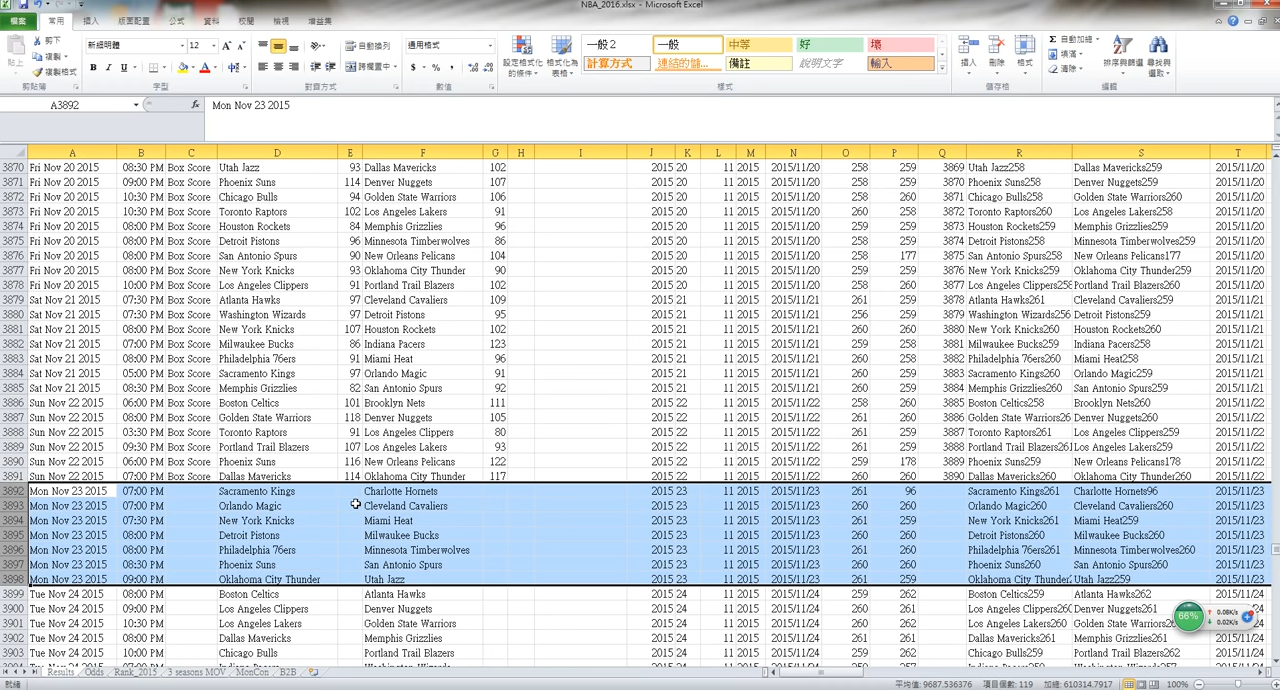 NBA_2016.xlsx - Microsoft Excel
檔案 常用 插入 版面配置 公式 資料 校閱 檢視 增益集
貼上 剪下 複製 複製格式 剪貼簿
新細明體 12 字型
自動換列 跨欄置中 對齊方式
通用格式 數值
設定格式化的條件 格式化為表格
一般 2 一般 中等 好 壞
計算方式 連結的儲... 備註 說明文字 輸入
樣式
插入 刪除 格式 儲存格
自動加總 填滿 清除 排序與篩選 尋找與選取 編輯
A3892 fx Mon Nov 23 2015
A B C D E F G H I J K L M N O P Q R S T
3870 Fri Nov 20 2015 08:30 PM Box Score Utah Jazz 93 Dallas Mavericks 102 2015 20 11 2015 2015/11/20 258 259 3869 Utah Jazz258 Dallas Mavericks259 2015/11/20
3871 Fri Nov 20 2015 09:00 PM Box Score Phoenix Suns 114 Denver Nuggets 107 2015 20 11 2015 2015/11/20 258 259 3870 Phoenix Suns258 Denver Nuggets259 2015/11/20
3872 Fri Nov 20 2015 10:30 PM Box Score Chicago Bulls 94 Golden State Warriors 106 2015 20 11 2015 2015/11/20 258 260 3871 Chicago Bulls258 Golden State Warriors260 2015/11/20
3873 Fri Nov 20 2015 10:30 PM Box Score Toronto Raptors 102 Los Angeles Lakers 91 2015 20 11 2015 2015/11/20 260 258 3872 Toronto Raptors260 Los Angeles Lakers258 2015/11/20
3874 Fri Nov 20 2015 08:00 PM Box Score Houston Rockets 84 Memphis Grizzlies 96 2015 20 11 2015 2015/11/20 259 259 3873 Houston Rockets259 Memphis Grizzlies259 2015/11/20
3875 Fri Nov 20 2015 08:00 PM Box Score Detroit Pistons 96 Minnesota Timberwolves 86 2015 20 11 2015 2015/11/20 258 259 3874 Detroit Pistons258 Minnesota Timberwolves259 2015/11/20
3876 Fri Nov 20 2015 08:00 PM Box Score San Antonio Spurs 90 New Orleans Pelicans 104 2015 20 11 2015 2015/11/20 258 177 3875 San Antonio Spurs258 New Orleans Pelicans177 2015/11/20
3877 Fri Nov 20 2015 08:00 PM Box Score New York Knicks 93 Oklahoma City Thunder 90 2015 20 11 2015 2015/11/20 259 259 3876 New York Knicks259 Oklahoma City Thunder259 2015/11/20
3878 Fri Nov 20 2015 10:00 PM Box Score Los Angeles Clippers 91 Portland Trail Blazers 102 2015 20 11 2015 2015/11/20 258 260 3877 Los Angeles Clippers258 Portland Trail Blazers260 2015/11/20
3879 Sat Nov 21 2015 07:30 PM Box Score Atlanta Hawks 97 Cleveland Cavaliers 109 2015 21 11 2015 2015/11/21 261 259 3878 Atlanta Hawks261 Cleveland Cavaliers259 2015/11/21
3880 Sat Nov 21 2015 07:30 PM Box Score Washington Wizards 97 Detroit Pistons 95 2015 21 11 2015 2015/11/21 256 259 3879 Washington Wizards256 Detroit Pistons259 2015/11/21
3881 Sat Nov 21 2015 08:00 PM Box Score New York Knicks 107 Houston Rockets 102 2015 21 11 2015 2015/11/21 260 260 3880 New York Knicks260 Houston Rockets260 2015/11/21
3882 Sat Nov 21 2015 07:00 PM Box Score Milwaukee Bucks 86 Indiana Pacers 123 2015 21 11 2015 2015/11/21 259 258 3881 Milwaukee Bucks259 Indiana Pacers258 2015/11/21
3883 Sat Nov 21 2015 08:00 PM Box Score Philadelphia 76ers 91 Miami Heat 96 2015 21 11 2015 2015/11/21 260 258 3882 Philadelphia 76ers260 Miami Heat258 2015/11/21
3884 Sat Nov 21 2015 05:00 PM Box Score Sacramento Kings 97 Orlando Magic 91 2015 21 11 2015 2015/11/21 260 259 3883 Sacramento Kings260 Orlando Magic259 2015/11/21
3885 Sat Nov 21 2015 08:30 PM Box Score Memphis Grizzlies 82 San Antonio Spurs 92 2015 21 11 2015 2015/11/21 260 259 3884 Memphis Grizzlies260 San Antonio Spurs259 2015/11/21
3886 Sun Nov 22 2015 06:00 PM Box Score Boston Celtics 101 Brooklyn Nets 111 2015 22 11 2015 2015/11/22 258 260 3885 Boston Celtics258 Brooklyn Nets260 2015/11/22
3887 Sun Nov 22 2015 08:00 PM Box Score Golden State Warriors 118 Denver Nuggets 105 2015 22 11 2015 2015/11/22 261 260 3886 Golden State Warriors26 Denver Nuggets260 2015/11/22
3888 Sun Nov 22 2015 03:30 PM Box Score Toronto Raptors 91 Los Angeles Clippers 80 2015 22 11 2015 2015/11/22 261 259 3887 Toronto Raptors261 Los Angeles Clippers259 2015/11/22
3889 Sun Nov 22 2015 09:30 PM Box Score Portland Trail Blazers 107 Los Angeles Lakers 93 2015 22 11 2015 2015/11/22 261 259 3888 Portland Trail Blazers261 Los Angeles Lakers259 2015/11/22
3890 Sun Nov 22 2015 06:00 PM Box Score Phoenix Suns 116 New Orleans Pelicans 122 2015 22 11 2015 2015/11/22 259 178 3889 Phoenix Suns259 New Orleans Pelicans178 2015/11/22
3891 Sun Nov 22 2015 07:00 PM Box Score Dallas Mavericks 114 Oklahoma City Thunder 117 2015 22 11 2015 2015/11/22 260 260 3890 Dallas Mavericks260 Oklahoma City Thunder260 2015/11/22
3892 Mon Nov 23 2015 07:00 PM Sacramento Kings Charlotte Hornets 2015 23 11 2015 2015/11/23 261 96 Sacramento Kings261 Charlotte Hornets96 2015/11/23
3893 Mon Nov 23 2015 07:00 PM Orlando Magic Cleveland Cavaliers 2015 23 11 2015 2015/11/23 260 260 Orlando Magic260 Cleveland Cavaliers260 2015/11/23
3894 Mon Nov 23 2015 07:30 PM New York Knicks Miami Heat 2015 23 11 2015 2015/11/23 261 259 New York Knicks261 Miami Heat259 2015/11/23
3895 Mon Nov 23 2015 08:00 PM Detroit Pistons Milwaukee Bucks 2015 23 11 2015 2015/11/23 260 260 Detroit Pistons260 Milwaukee Bucks260 2015/11/23
3896 Mon Nov 23 2015 08:00 PM Philadelphia 76ers Minnesota Timberwolves 2015 23 11 2015 2015/11/23 261 260 Philadelphia 76ers261 Minnesota Timberwolves260 2015/11/23
3897 Mon Nov 23 2015 08:30 PM Phoenix Suns San Antonio Spurs 2015 23 11 2015 2015/11/23 260 260 Phoenix Suns260 San Antonio Spurs260 2015/11/23
3898 Mon Nov 23 2015 09:00 PM Oklahoma City Thunder Utah Jazz 2015 23 11 2015 2015/11/23 261 259 Oklahoma City Thunder Utah Jazz259 2015/11/23
3899 Tue Nov 24 2015 08:00 PM Boston Celtics Atlanta Hawks 2015 24 11 2015 2015/11/24 259 262 Boston Celtics259 Atlanta Hawks262 2015/11/24
3900 Tue Nov 24 2015 09:00 PM Los Angeles Clippers Denver Nuggets 2015 24 11 2015 2015/11/24 260 261 Los Angeles Clippers260 Denver Nuggets261 2015/11/24
3901 Tue Nov 24 2015 10:30 PM Los Angeles Lakers Golden State Warriors 2015 24 11 2015 2015/11/24 260 262 Los Angeles Lakers260 Golden State Warriors262
3902 Tue Nov 24 2015 08:30 PM Dallas Mavericks Memphis Grizzlies 2015 24 11 2015 2015/11/24 261 261 Dallas Mavericks261 Memphis Grizzlies261
3903 Tue Nov 24 2015 10:00 PM Chicago Bulls Portland Trail Blazers 2015 24 11 2015 2015/11/24 259 262 Chicago Bulls259 Portland Trail Blazers262 2015/11/24
66% 0.08K/s 0.02K/s
Results Odds Rank_2015 3 seasons MOV MonCon B2B
就緒 平均值: 9687.536376 項目個數: 119 加總: 610314.7917 100%